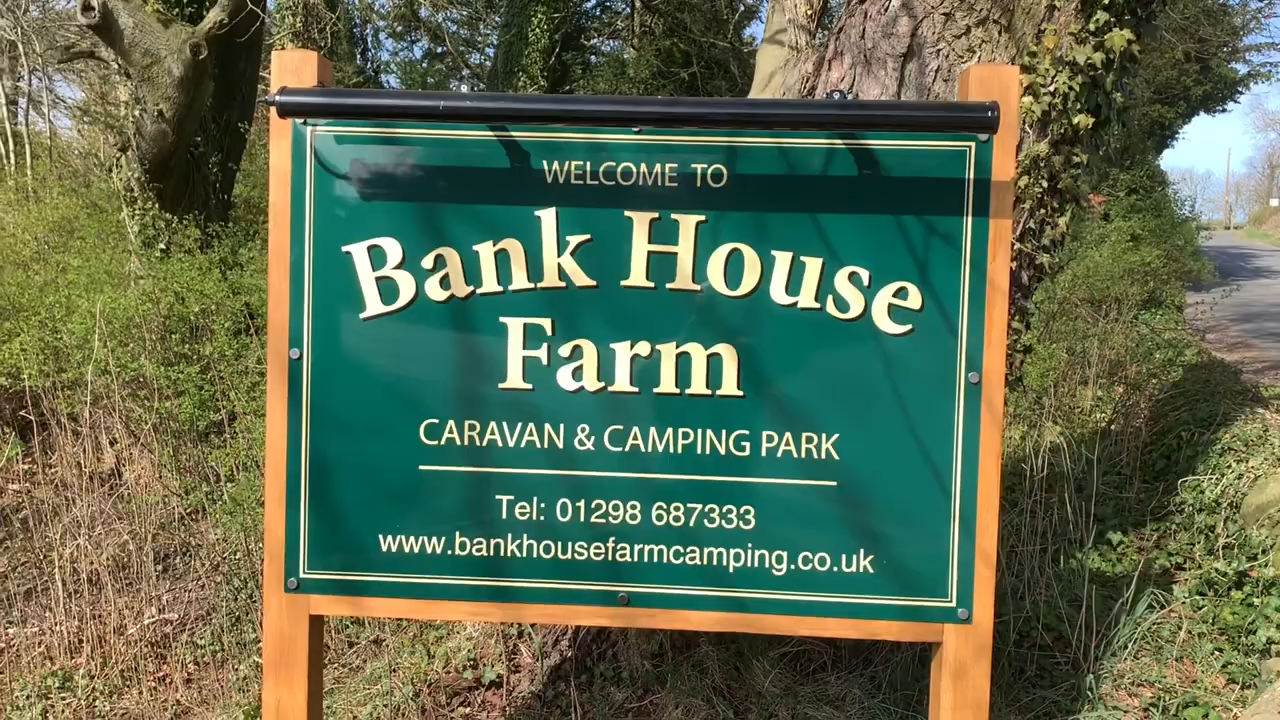 WELCOME TO
Bank House
Farm
CARAVAN & CAMPING PARK
Tel: 01298 687333
www.bankhousefarmcamping.co.uk